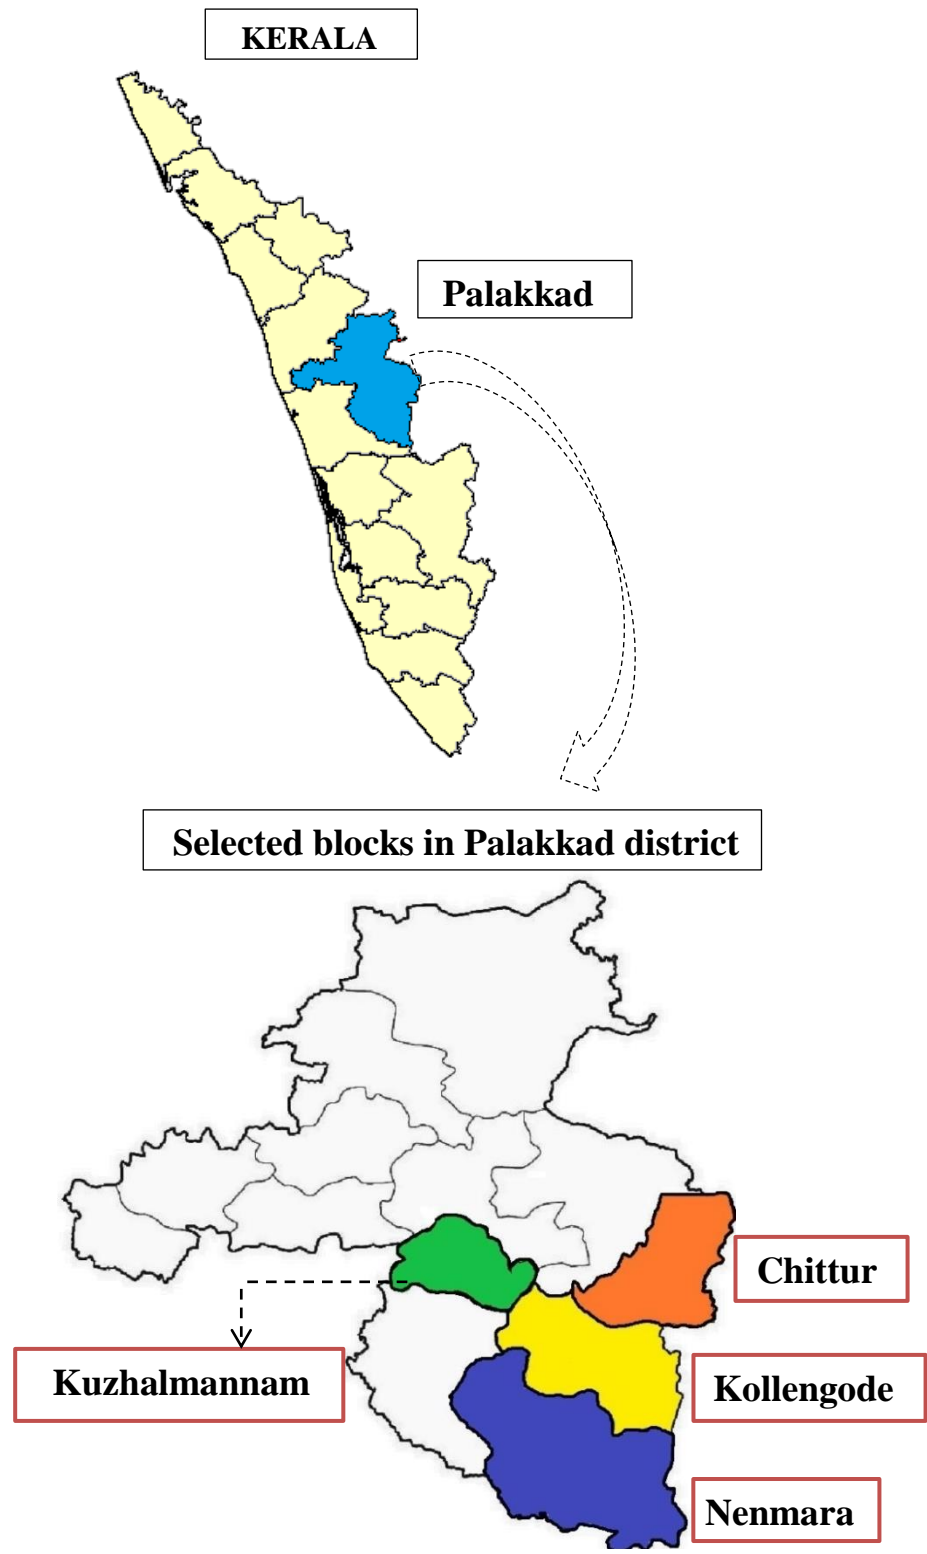 KERALA
Palakkad
Selected blocks in Palakkad district
Chittur
Kuzhalmannam
Kollengode
Nenmara